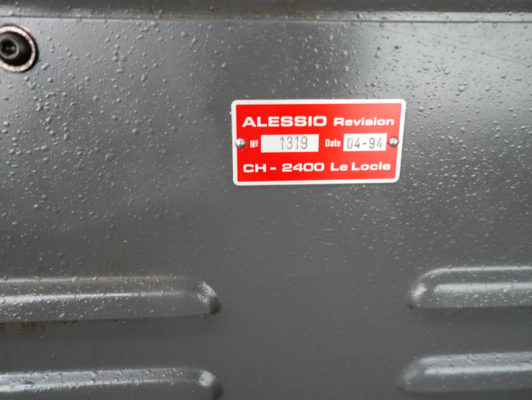 ALESSIO Revision
No 1319 Date 04-94
CH - 2400 Le Locle